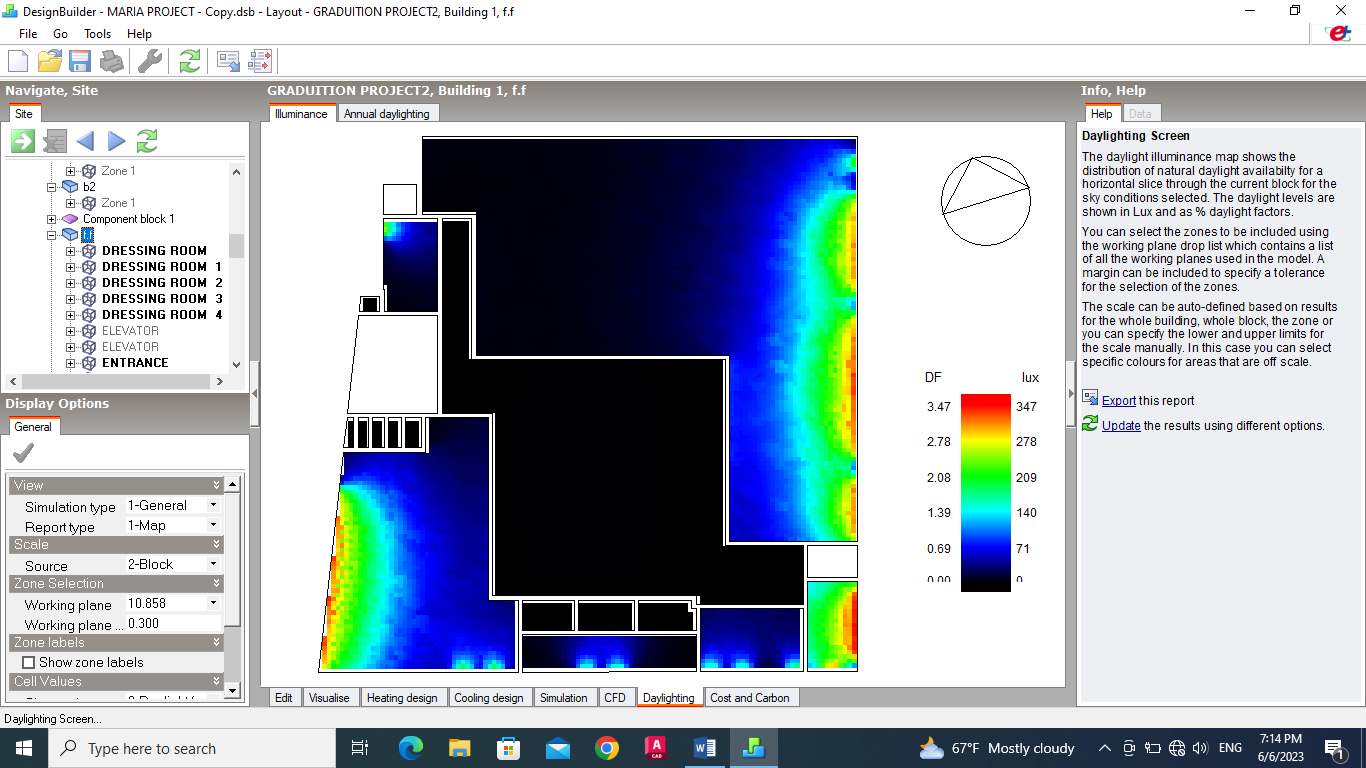 DesignBuilder - MARIA PROJECT - Copy.dsb - Layout - GRADUITION PROJECT2, Building 1, f.f
File Go Tools Help
Navigate, Site
Site
Zone 1
b2
Zone 1
Component block 1
f.f
DRESSING ROOM
DRESSING ROOM 1
DRESSING ROOM 2
DRESSING ROOM 3
DRESSING ROOM 4
ELEVATOR
ELEVATOR
ENTRANCE
Display Options
General
View
Simulation type 1-General
Report type 1-Map
Scale
Source 2-Block
Zone Selection
Working plane 10.858
Working plane ... 0.300
Zone labels
Show zone labels
Cell Values
GRADUITION PROJECT2, Building 1, f.f
Illuminance Annual daylighting
DF lux
3.47 347
2.78 278
2.08 209
1.39 140
0.69 71
0.00 0
Edit Visualise Heating design Cooling design Simulation CFD Daylighting Cost and Carbon
Info, Help
Help Data
Daylighting Screen
The daylight illuminance map shows the
distribution of natural daylight availabilty for a
horizontal slice through the current block for the
sky conditions selected. The daylight levels are
shown in Lux and as % daylight factors.
You can select the zones to be included using
the working plane drop list which contains a list
of all the working planes used in the model. A
margin can be included to specify a tolerance
for the selection of the zones.
The scale can be auto-defined based on results
for the whole building, whole block, the zone or
you can specify the lower and upper limits for
the scale manually. In this case you can select
specific colours for areas that are off scale.
Export this report
Update the results using different options.
Daylighting Screen...
Type here to search
67°F Mostly cloudy
ENG
7:14 PM
6/6/2023
1